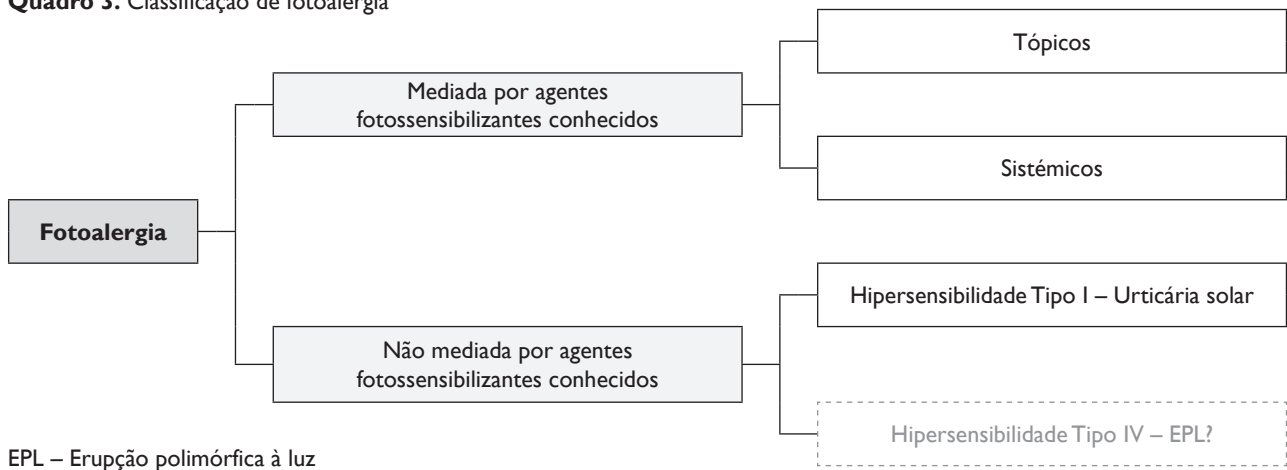 Quadro 3. Classificação de fotoalergia
Tópicos
Mediada por agentes
fotossensibilizantes conhecidos
Sistémicos
Fotoalergia
Hipersensibilidade Tipo I – Urticária solar
Não mediada por agentes
fotossensibilizantes conhecidos
Hipersensibilidade Tipo IV – EPL?
EPL – Erupção polimórfica à luz